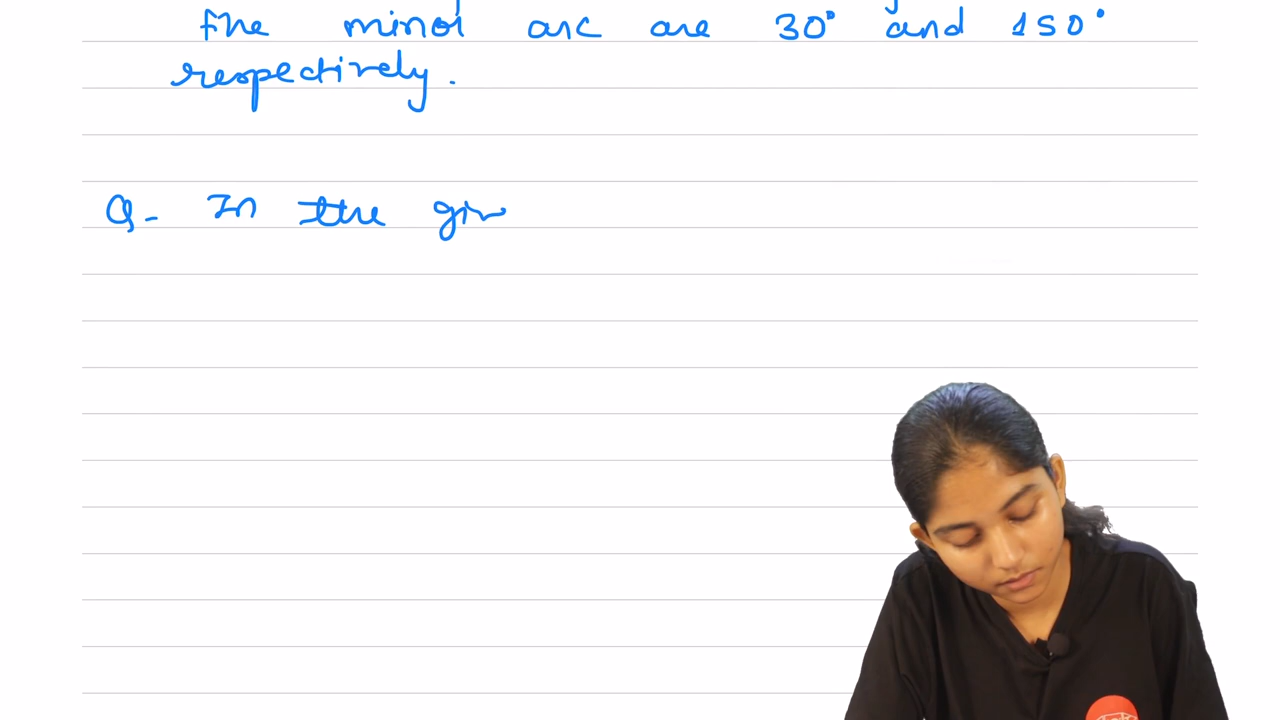 the minor arc are 30° and 150°
respectively.
Q- In the giv